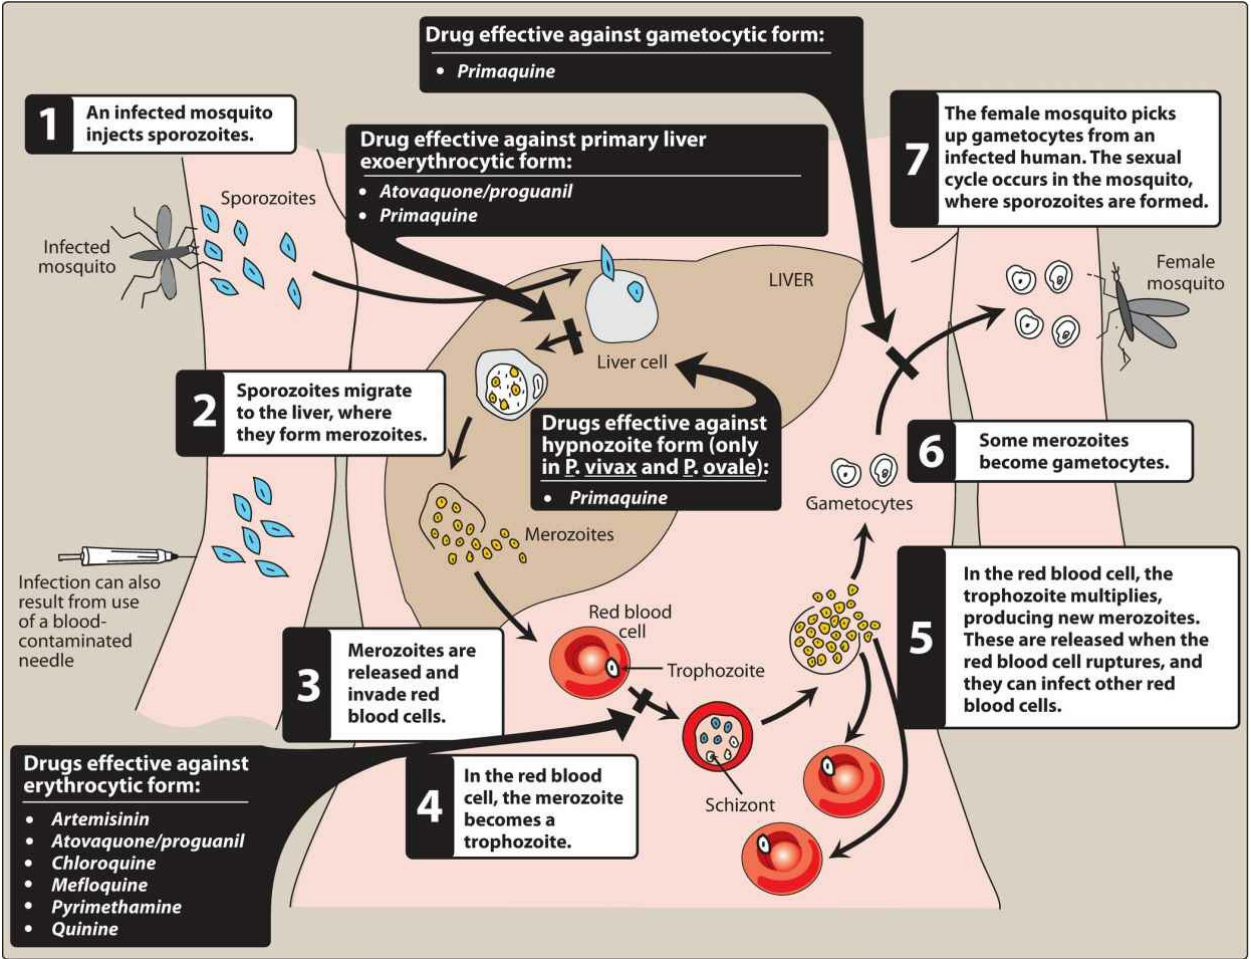 Drug effective against gametocytic form:
• Primaquine
1
An infected mosquito
injects sporozoites.
Drug effective against primary liver
exoerythrocytic form:
• Atovaquone/proguanil
• Primaquine
7
The female mosquito picks
up gametocytes from an
infected human. The sexual
cycle occurs in the mosquito,
where sporozoites are formed.
Sporozoites
Infected
mosquito
LIVER
Female
mosquito
Liver cell
2
Sporozoites migrate
to the liver, where
they form merozoites.
Drugs effective against
hypnozoite form (only
in P. vivax and P. ovale):
• Primaquine
6
Some merozoites
become gametocytes.
Gametocytes
Merozoites
Infection can also
result from use
of a blood-
contaminated
needle
5
In the red blood cell, the
trophozoite multiplies,
producing new merozoites.
These are released when the
red blood cell ruptures, and
they can infect other red
blood cells.
Red blood
cell
Trophozoite
3
Merozoites are
released and
invade red
blood cells.
Schizont
4
In the red blood
cell, the merozoite
becomes a
trophozoite.
Drugs effective against
erythrocytic form:
• Artemisinin
• Atovaquone/proguanil
• Chloroquine
• Mefloquine
• Pyrimethamine
• Quinine